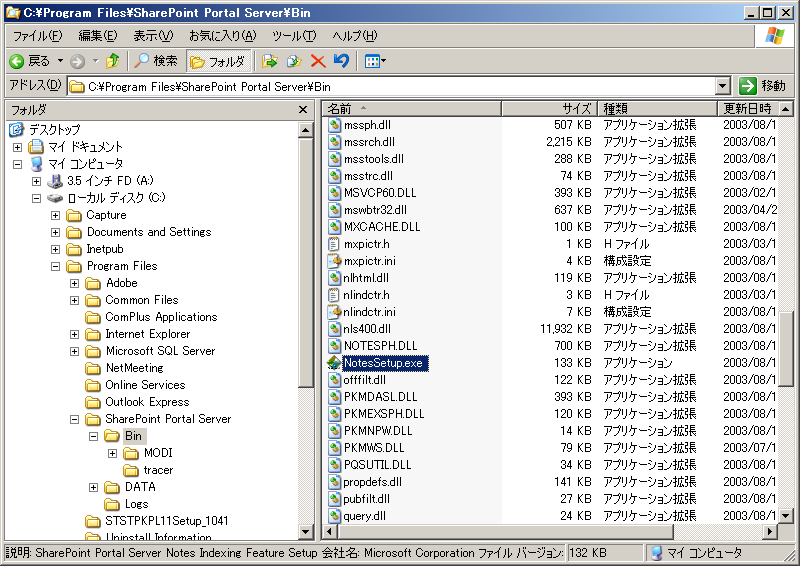 C:¥Program Files¥SharePoint Portal Server¥Bin
ファイル(F) 編集(E) 表示(V) お気に入り(A) ツール(T) ヘルプ(H)
戻る 検索 フォルダ
アドレス(D) C:¥Program Files¥SharePoint Portal Server¥Bin 移動
フォルダ
デスクトップ
マイ ドキュメント
マイ コンピュータ
3.5 インチ FD (A:)
ローカル ディスク (C:)
Capture
Documents and Settings
Inetpub
Program Files
Adobe
Common Files
ComPlus Applications
Internet Explorer
Microsoft SQL Server
NetMeeting
Online Services
Outlook Express
SharePoint Portal Server
Bin
MODI
tracer
DATA
Logs
STSTPKPL11Setup_1041
Uninstall Information
名前 サイズ 種類 更新日時
mssph.dll 507 KB アプリケーション拡張 2003/08/1
mssrch.dll 2,215 KB アプリケーション拡張 2003/08/1
msstools.dll 288 KB アプリケーション拡張 2003/08/1
msstrc.dll 74 KB アプリケーション拡張 2003/08/1
MSVCP60.DLL 393 KB アプリケーション拡張 2003/02/1
mswbtr32.dll 637 KB アプリケーション拡張 2003/04/2
MXCACHE.DLL 100 KB アプリケーション拡張 2003/08/1
mxpictr.h 1 KB H ファイル 2003/03/1
mxpictr.ini 4 KB 構成設定 2003/08/1
nlhtml.dll 119 KB アプリケーション拡張 2003/08/1
nlindctr.h 3 KB H ファイル 2003/03/1
nlindctr.ini 7 KB 構成設定 2003/08/1
nls400.dll 11,932 KB アプリケーション拡張 2003/08/1
NOTESPH.DLL 700 KB アプリケーション拡張 2003/08/1
NotesSetup.exe 133 KB アプリケーション 2003/08/1
offfilt.dll 122 KB アプリケーション拡張 2003/08/1
PKMDASL.DLL 393 KB アプリケーション拡張 2003/08/1
PKMEXSPH.DLL 120 KB アプリケーション拡張 2003/08/1
PKMNPW.DLL 14 KB アプリケーション拡張 2003/08/1
PKMWS.DLL 79 KB アプリケーション拡張 2003/07/1
PQSUTIL.DLL 34 KB アプリケーション拡張 2003/08/1
propdefs.dll 141 KB アプリケーション拡張 2003/08/1
pubfilt.dll 27 KB アプリケーション拡張 2003/08/1
query.dll 24 KB アプリケーション拡張 2003/08/1
説明: SharePoint Portal Server Notes Indexing Feature Setup 会社名: Microsoft Corporation ファイル バージョン: 132 KB マイ コンピュータ